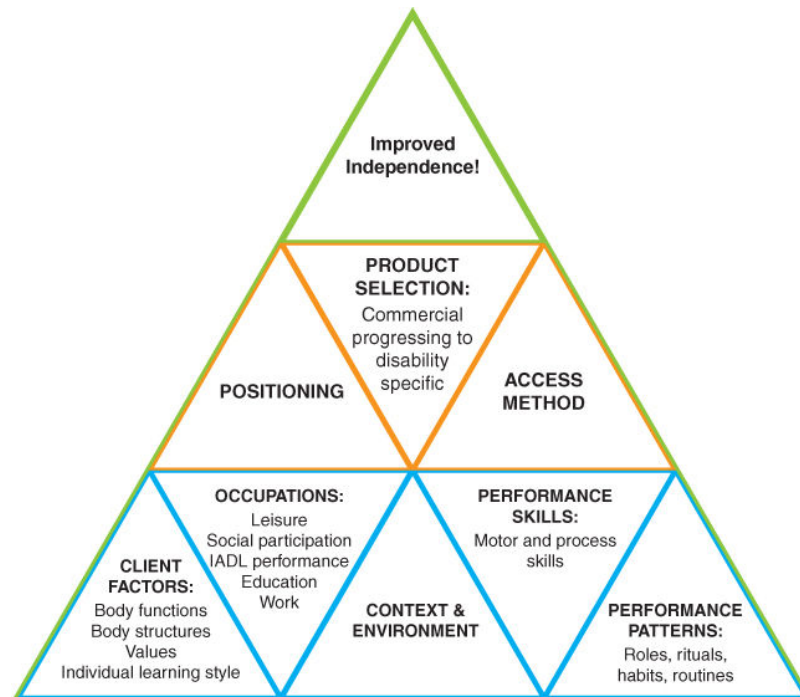 Improved
Independence!
PRODUCT
SELECTION:
Commercial
progressing to
disability
specific
POSITIONING
ACCESS
METHOD
CLIENT
FACTORS:
Body functions
Body structures
Values
Individual learning style
OCCUPATIONS:
Leisure
Social participation
IADL performance
Education
Work
CONTEXT &
ENVIRONMENT
PERFORMANCE
SKILLS:
Motor and process
skills
PERFORMANCE
PATTERNS:
Roles, rituals,
habits, routines